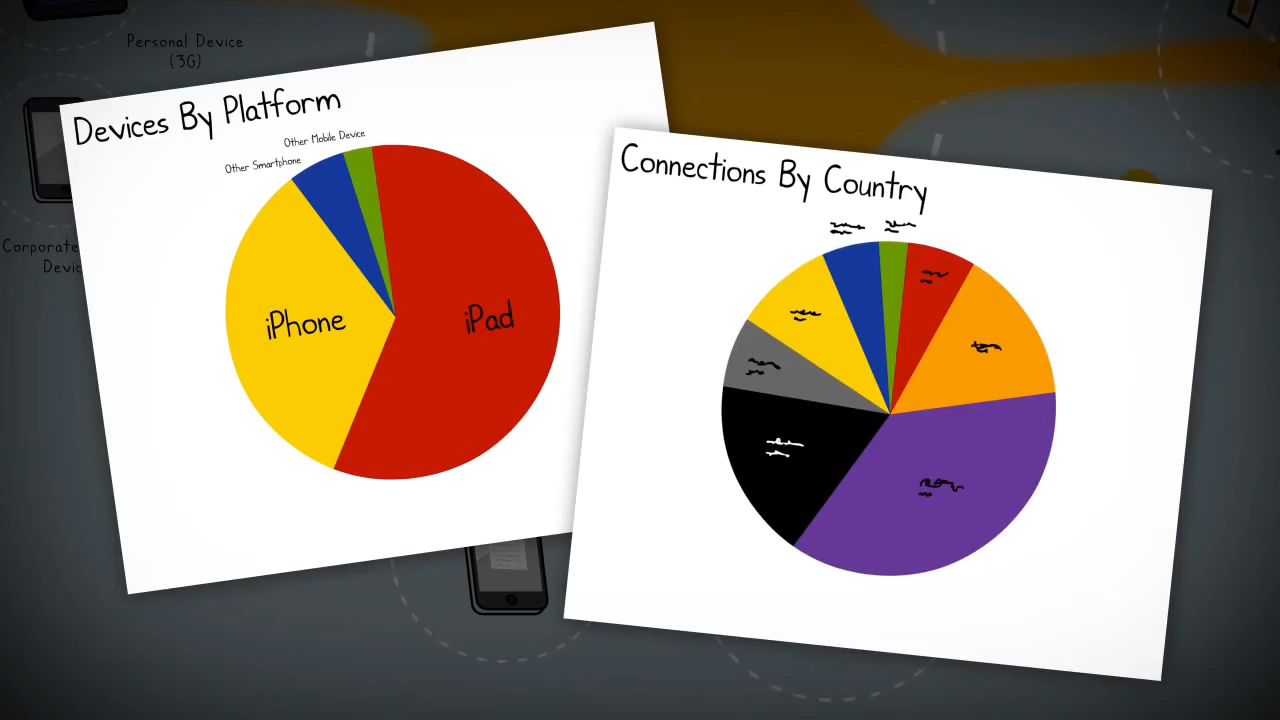 Personal Device
(3G)
Corporate
Devic
Devices By Platform
Other Mobile Device
Other Smartphone
iPhone
iPad
Connections By Country